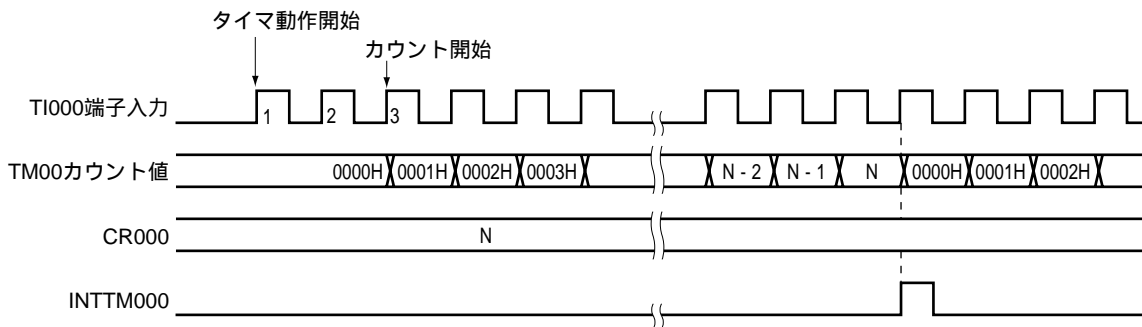 タイマ動作開始
カウント開始
TI000端子入力 1 2 3
TM00カウント値 0000H 0001H 0002H 0003H N - 2 N - 1 N 0000H 0001H 0002H
CR000 N
INTTM000